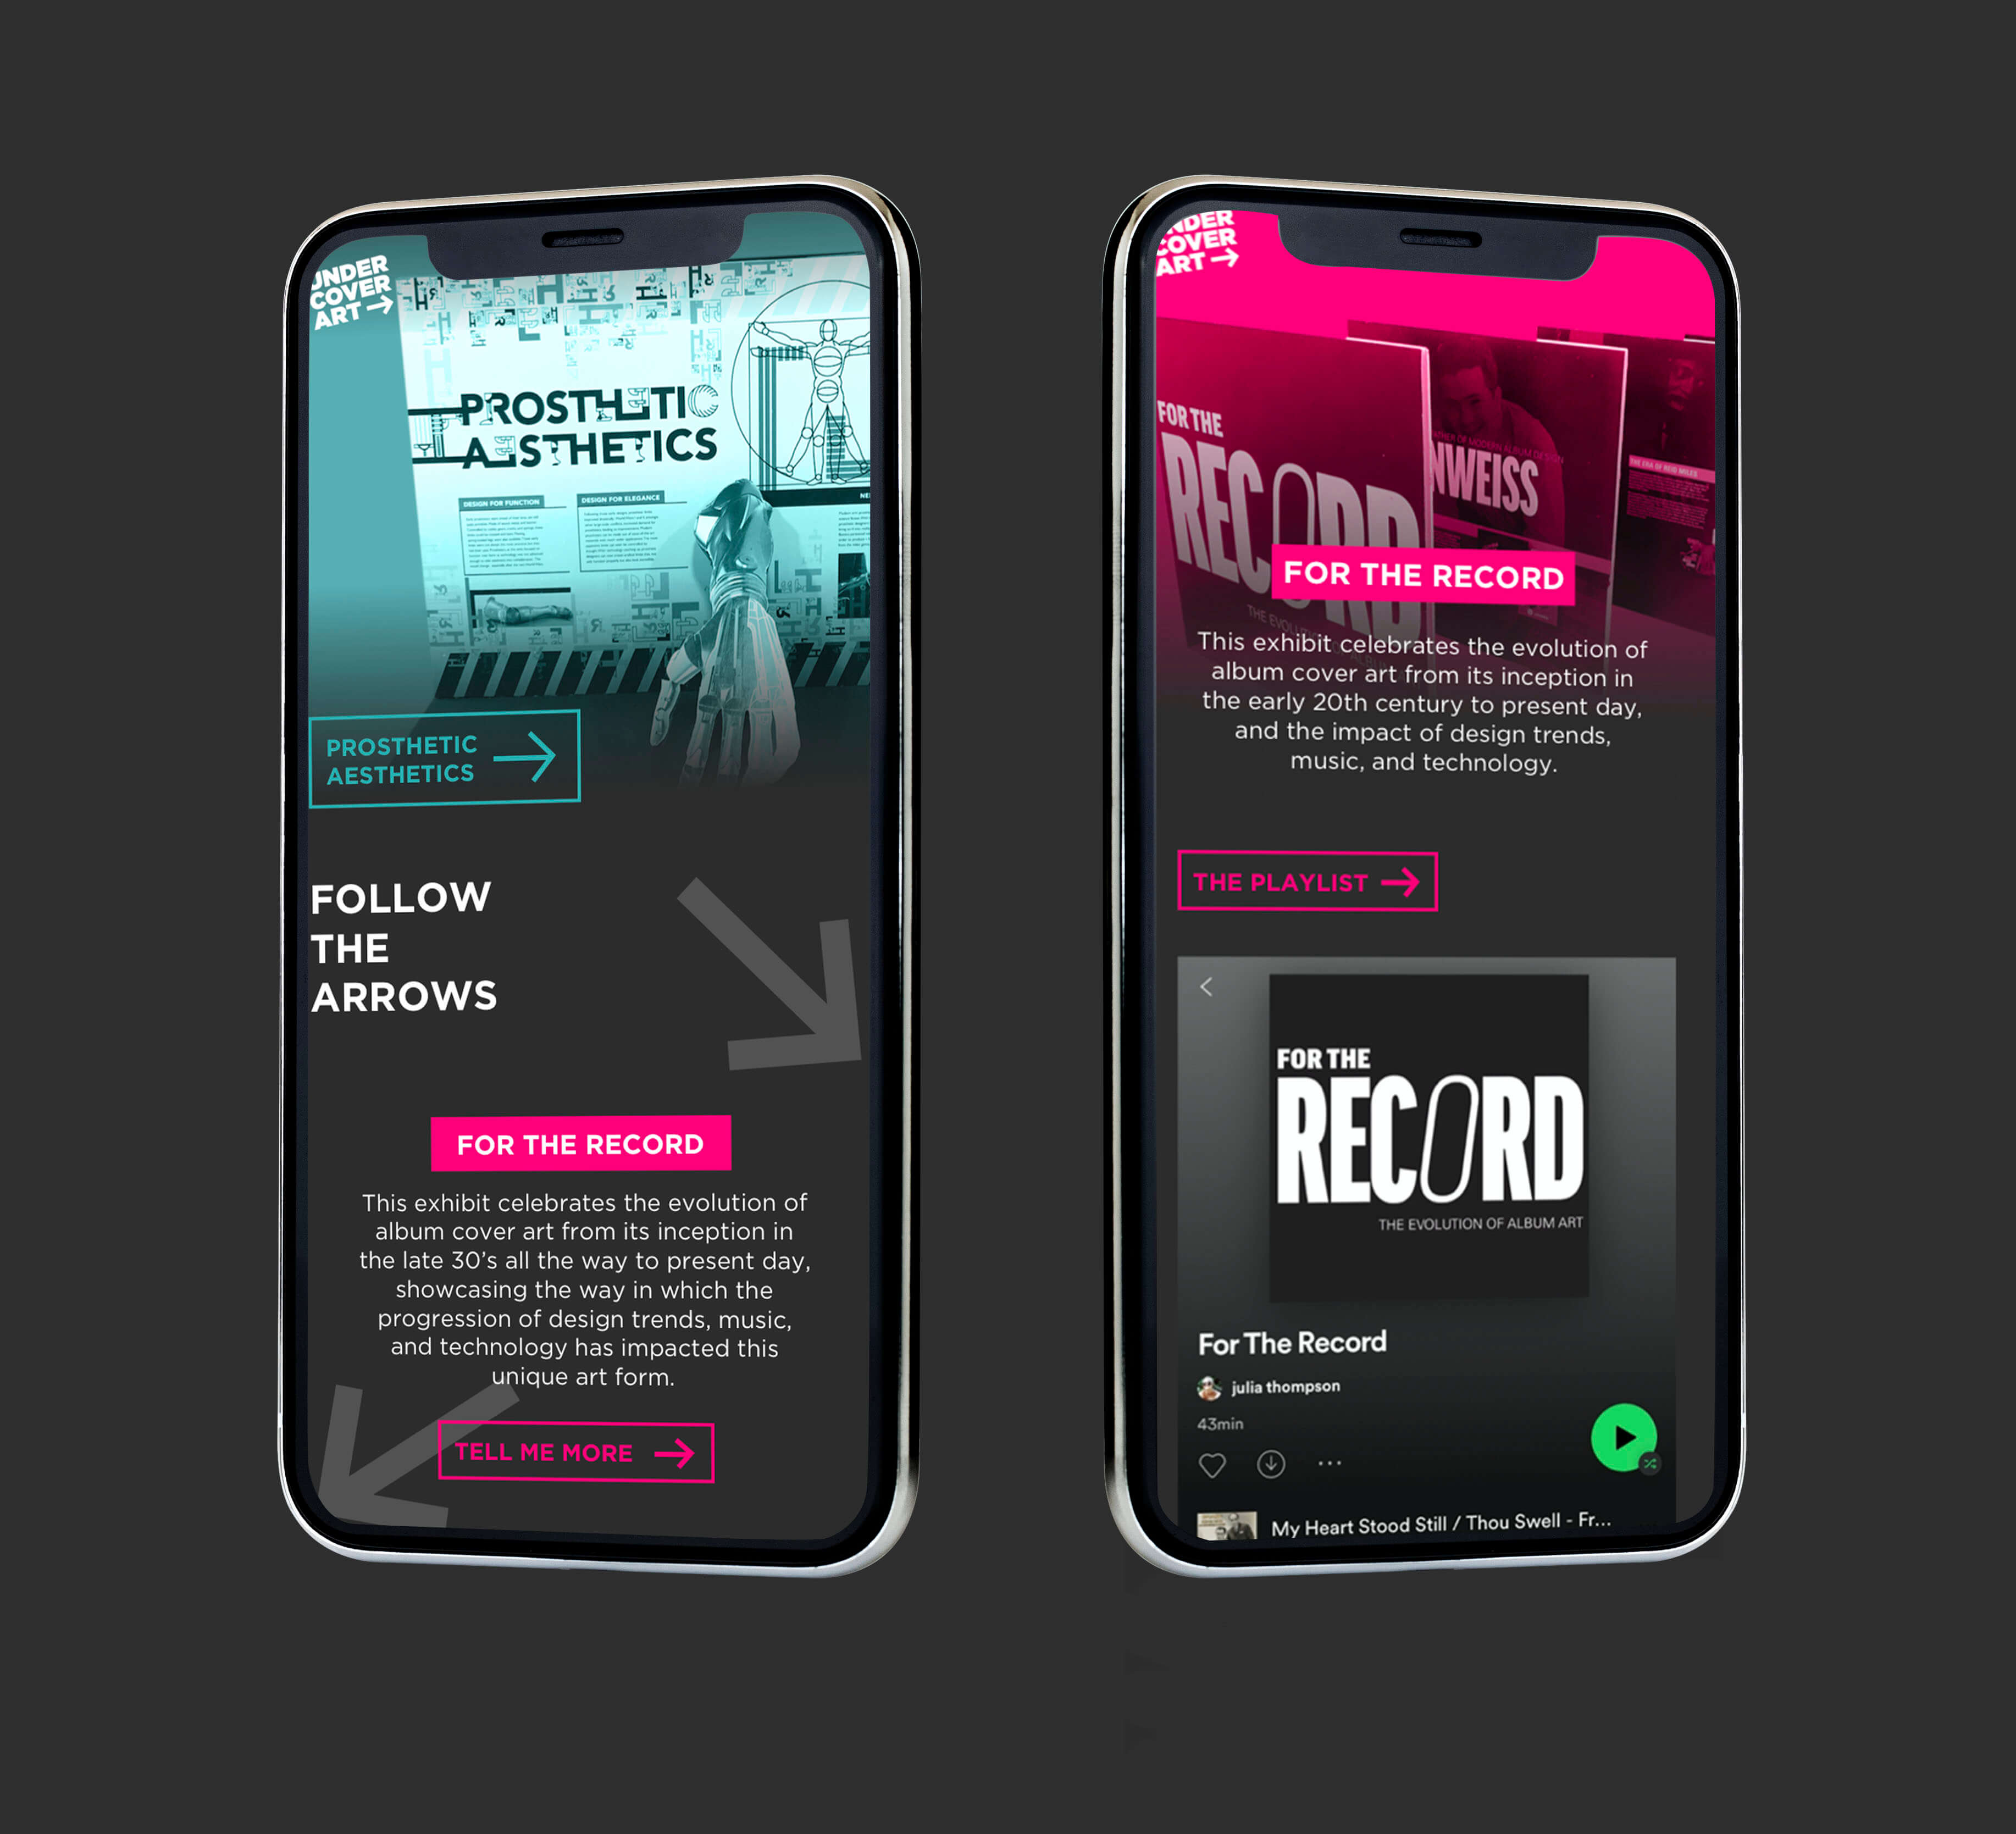 UNDER
COVER
ART →
PROSTHETIC
AESTHETICS
DESIGN FOR FUNCTION
DESIGN FOR ELEGANCE
PROSTHETIC
AESTHETICS
FOLLOW
THE
ARROWS
FOR THE RECORD
This exhibit celebrates the evolution of
album cover art from its inception in
the late 30’s all the way to present day,
showcasing the way in which the
progression of design trends, music,
and technology has impacted this
unique art form.
TELL ME MORE
NDER
COVER
ART →
FOR THE
RECORD
NWEISS
THE ERA OF REID MILES
FOR THE RECORD
This exhibit celebrates the evolution of
album cover art from its inception in
the early 20th century to present day,
and the impact of design trends,
music, and technology.
THE PLAYLIST
FOR THE
RECORD
THE EVOLUTION OF ALBUM ART
For The Record
julia thompson
43min
My Heart Stood Still / Thou Swell - Fr...